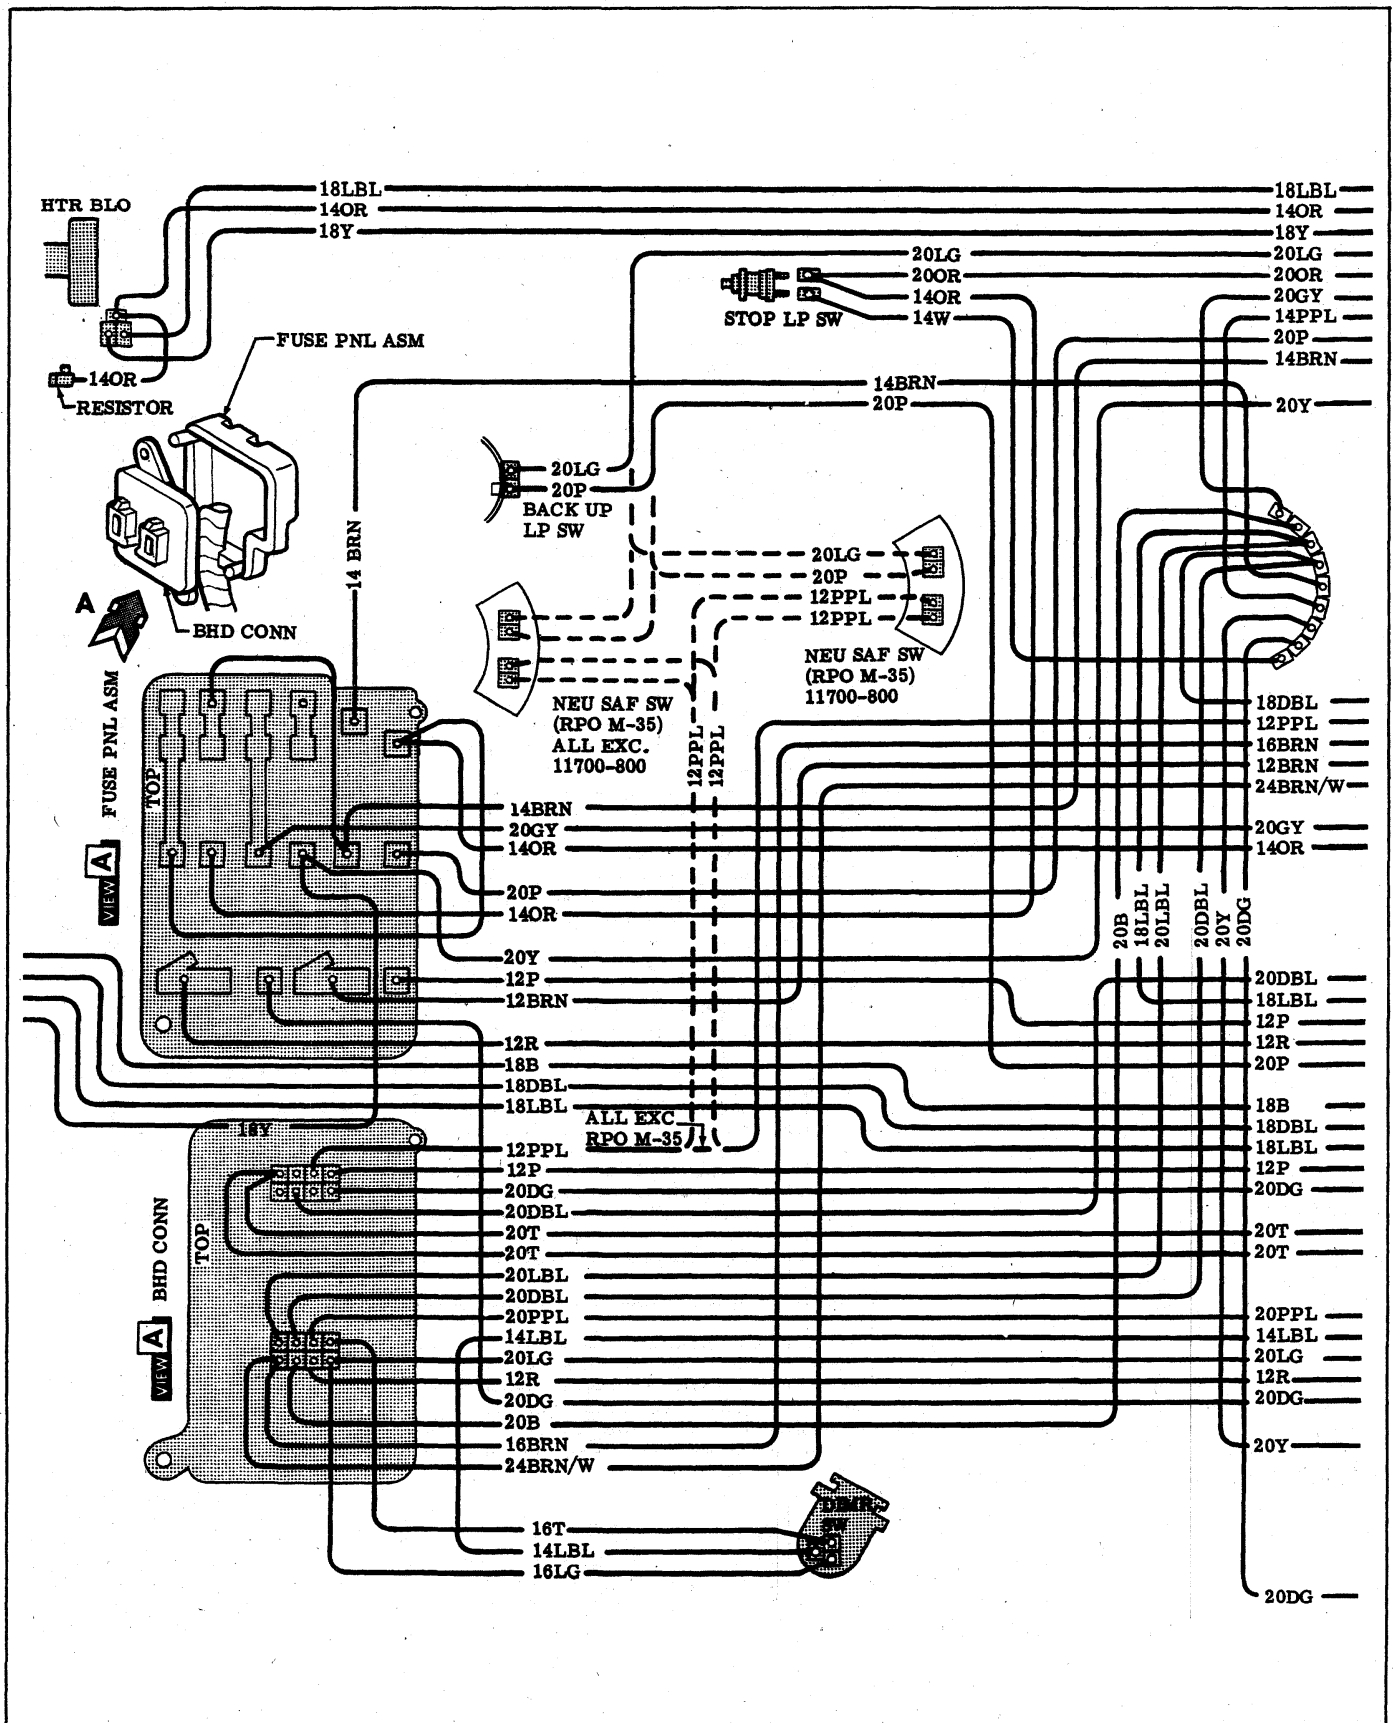 18LBL 18LBL
HTR BLO 14OR 14OR
18Y 18Y
20LG 20LG
20OR 20OR
14OR 20GY
STOP LP SW 14W 14PPL
FUSE PNL ASM 20P
14BRN
14OR 14BRN
RESISTOR 20P 20Y
20LG
20P
BACK UP
LP SW
14 BRN
20LG
20P
12PPL
12PPL
A
BHD CONN
NEU SAF SW
(RPO M-35)
11700-800
NEU SAF SW
(RPO M-35)
ALL EXC.
11700-800
12PPL
12PPL
18DBL
12PPL
16BRN
12BRN
24BRN/W
FUSE PNL ASM
TOP
VIEW A
14BRN
20GY 20GY
14OR 14OR
20P
14OR
20B
18LBL
20LBL
20DBL
20Y
20DG
20Y
12P 20DBL
12BRN 18LBL
12P
12R 12R
18B 20P
18DBL
18LBL 18B
ALL EXC
RPO M-35
18Y 18DBL
12PPL 18LBL
12P 12P
20DG 20DG
20DBL
20T 20T
20T 20T
BHD CONN
TOP
VIEW A
20LBL
20DBL
20PPL 20PPL
14LBL 14LBL
20LG 20LG
12R 12R
20DG 20DG
20B
16BRN 20Y
24BRN/W
DIMR
SW
16T
14LBL
16LG
20DG